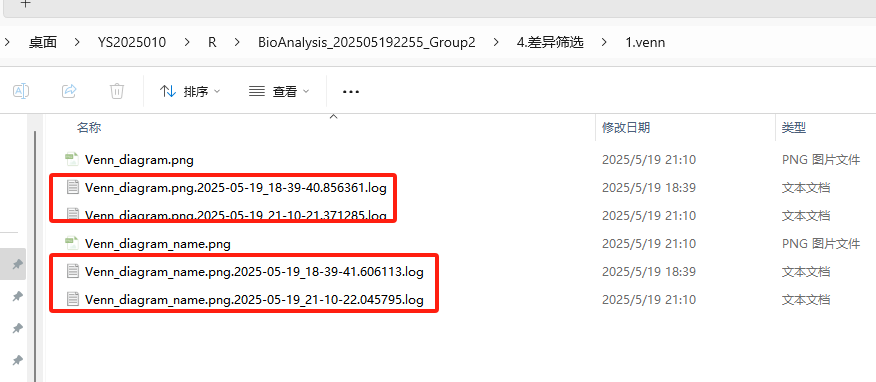 桌面 > YS2025010 > R > BioAnalysis_202505192255_Group2 > 4.差异筛选 > 1.venn
排序 查看 ...
名称 修改日期 类型
Venn_diagram.png 2025/5/19 21:10 PNG 图片文件
Venn_diagram.png.2025-05-19_18-39-40.856361.log 2025/5/19 18:39 文本文档
Venn_diagram.png.2025-05-19_21-10-21.371285.log 2025/5/19 21:10 文本文档
Venn_diagram_name.png 2025/5/19 21:10 PNG 图片文件
Venn_diagram_name.png.2025-05-19_18-39-41.606113.log 2025/5/19 18:39 文本文档
Venn_diagram_name.png.2025-05-19_21-10-22.045795.log 2025/5/19 21:10 文本文档